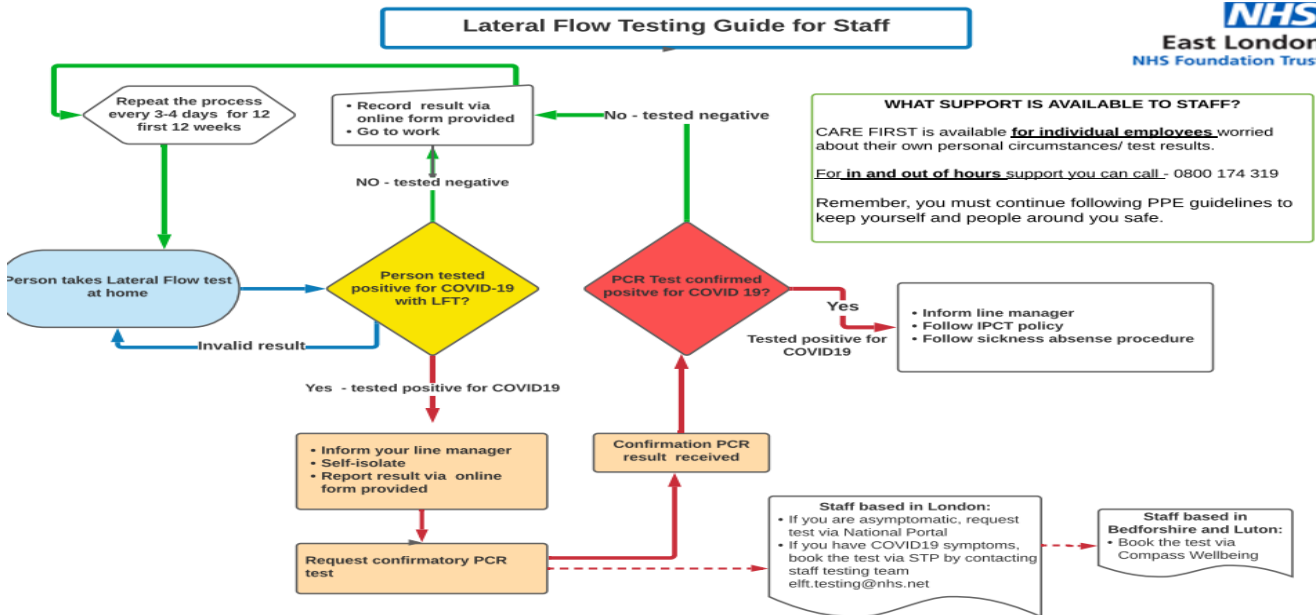 Lateral Flow Testing Guide for Staff
NHS
East London
NHS Foundation Trus
Repeat the process
every 3-4 days for 12
first 12 weeks
• Record result via
online form provided
• Go to work
No - tested negative
NO - tested negative
WHAT SUPPORT IS AVAILABLE TO STAFF?
CARE FIRST is available for individual employees worried
about their own personal circumstances/ test results.
For in and out of hours support you can call - 0800 174 319
Remember, you must continue following PPE guidelines to
keep yourself and people around you safe.
Person takes Lateral Flow test
at home
Person tested
positive for COVID-19
with LFT?
PCR Test confirmed
positve for COVID 19?
Invalid result
Yes
Tested positive for
COVID19
• Inform line manager
• Follow IPCT policy
• Follow sickness absense procedure
Yes - tested positive for COVID19
• Inform your line manager
• Self-isolate
• Report result via online
form provided
Confirmation PCR
result received
Request confirmatory PCR
test
Staff based in London:
• If you are asymptomatic, request
test via National Portal
• If you have COVID19 symptoms,
book the test via STP by contacting
staff testing team
elft.testing@nhs.net
Staff based in
Bedforshire and Luton:
• Book the test via
Compass Wellbeing